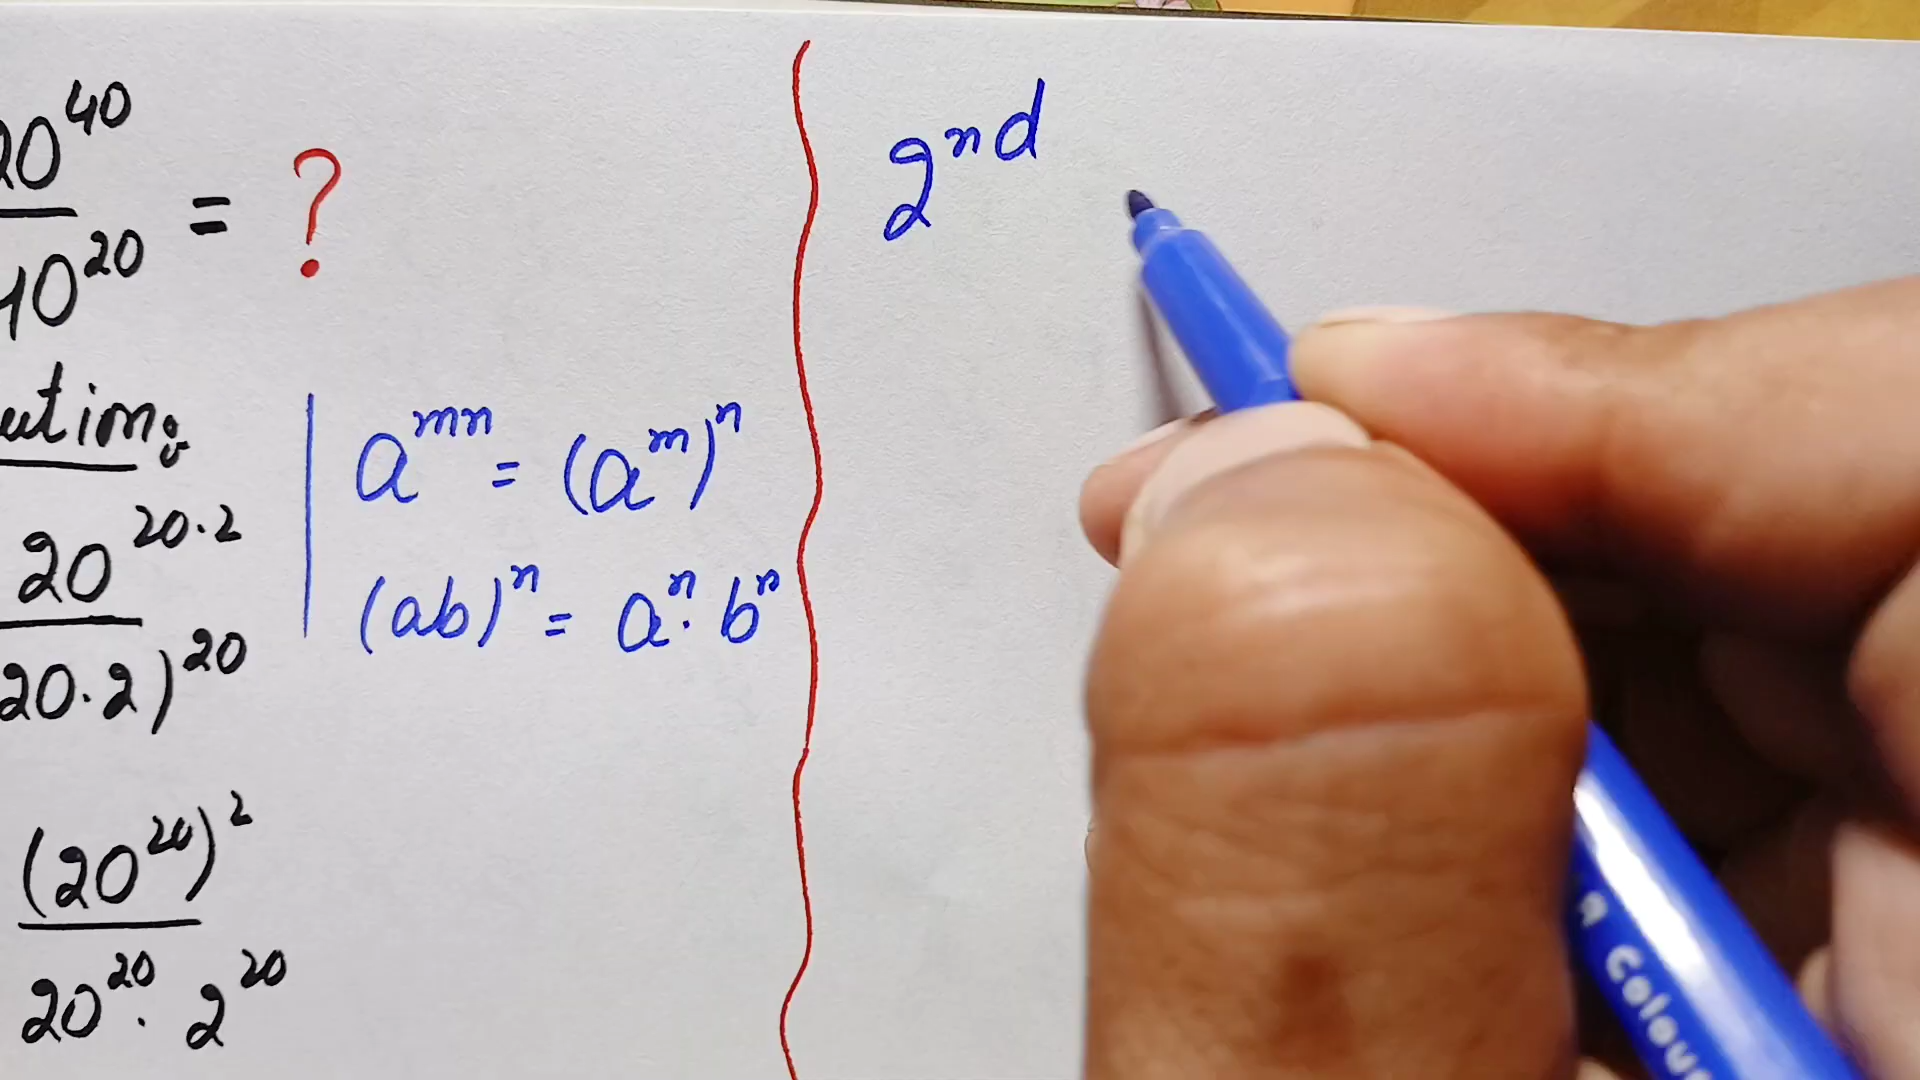 20^40 / 40^20 = ?
ution:
20^20·2 / 20·2)^20
a^mn = (a^m)^n
(ab)^n = a^n · b^n
(20^20)^2 / 20^20 · 2^20
2nd
a Colour